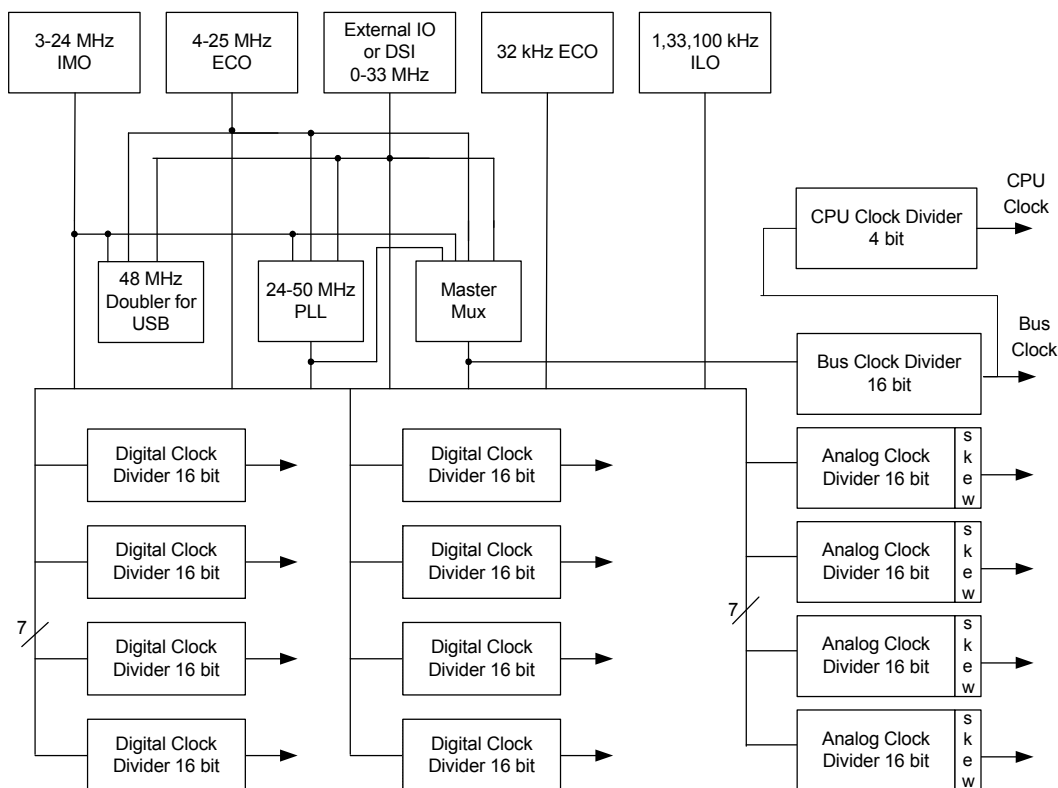 3-24 MHz
IMO
4-25 MHz
ECO
External IO
or DSI
0-33 MHz
32 kHz ECO
1,33,100 kHz
ILO
48 MHz
Doubler for
USB
24-50 MHz
PLL
Master
Mux
CPU Clock Divider
4 bit
CPU
Clock
Bus Clock Divider
16 bit
Bus
Clock
Digital Clock
Divider 16 bit
Digital Clock
Divider 16 bit
Analog Clock
Divider 16 bit
s
k
e
w
Digital Clock
Divider 16 bit
Digital Clock
Divider 16 bit
Analog Clock
Divider 16 bit
s
k
e
w
7
7
Digital Clock
Divider 16 bit
Digital Clock
Divider 16 bit
Analog Clock
Divider 16 bit
s
k
e
w
Digital Clock
Divider 16 bit
Digital Clock
Divider 16 bit
Analog Clock
Divider 16 bit
s
k
e
w